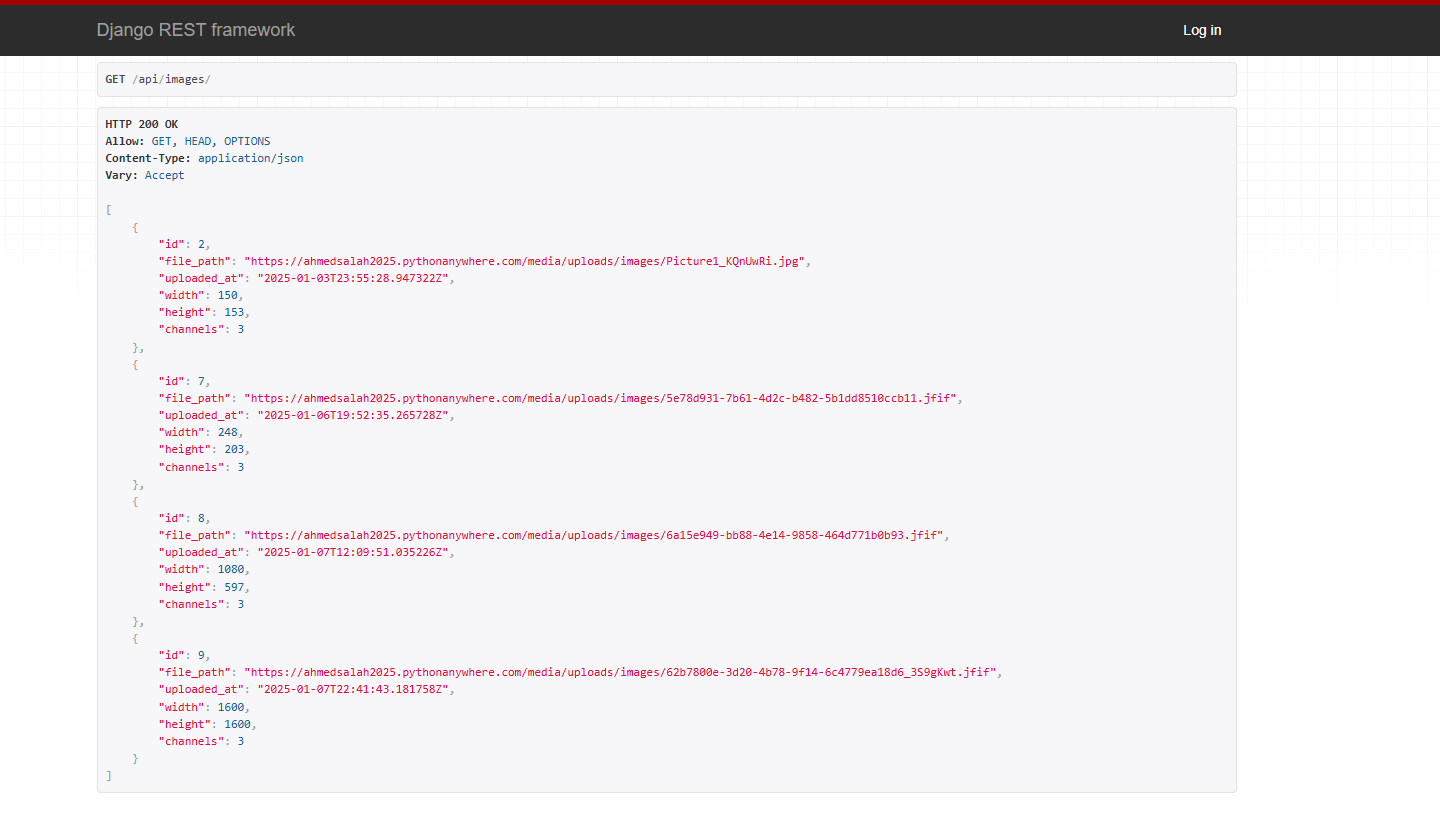 Django REST framework
Log in
GET /api/images/
HTTP 200 OK
Allow: GET, HEAD, OPTIONS
Content-Type: application/json
Vary: Accept
[
    {
        "id": 2,
        "file_path": "https://ahmedsalah2025.pythonanywhere.com/media/uploads/images/Picture1_KQnUwRi.jpg",
        "uploaded_at": "2025-01-03T23:55:28.947322Z",
        "width": 150,
        "height": 153,
        "channels": 3
    },
    {
        "id": 7,
        "file_path": "https://ahmedsalah2025.pythonanywhere.com/media/uploads/images/5e78d931-7b61-4d2c-b482-5b1dd8510ccb11.jfif",
        "uploaded_at": "2025-01-06T19:52:35.265728Z",
        "width": 248,
        "height": 203,
        "channels": 3
    },
    {
        "id": 8,
        "file_path": "https://ahmedsalah2025.pythonanywhere.com/media/uploads/images/6a15e949-bb88-4e14-9858-464d771b0b93.jfif",
        "uploaded_at": "2025-01-07T12:09:51.035226Z",
        "width": 1080,
        "height": 597,
        "channels": 3
    },
    {
        "id": 9,
        "file_path": "https://ahmedsalah2025.pythonanywhere.com/media/uploads/images/62b7800e-3d20-4b78-9f14-6c4779ea18d6_3S9gKwt.jfif",
        "uploaded_at": "2025-01-07T22:41:43.181758Z",
        "width": 1600,
        "height": 1600,
        "channels": 3
    }
]